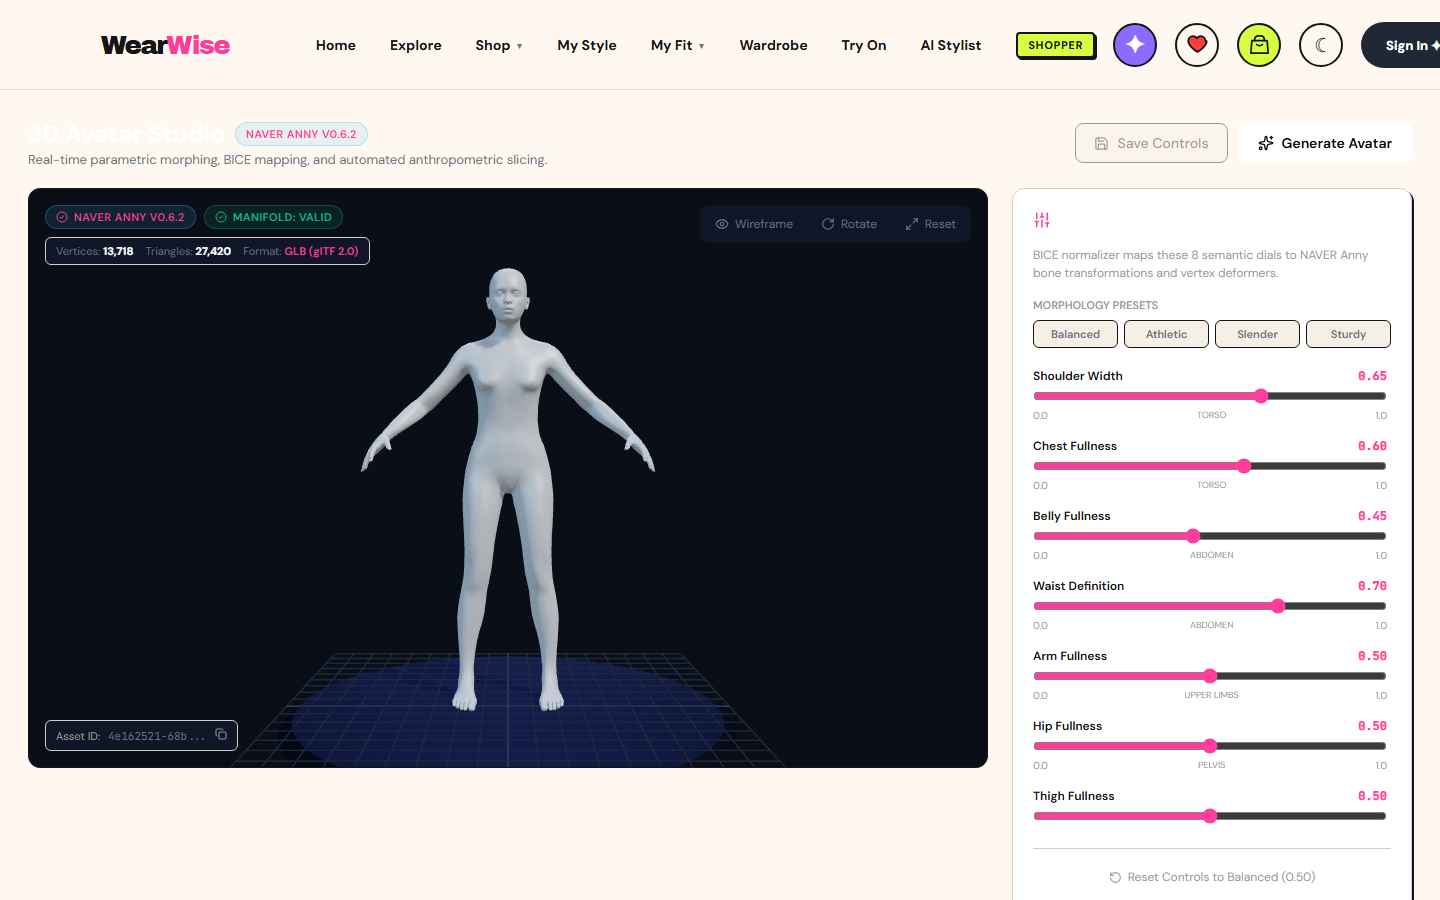 WearWise
Home Explore Shop ▼ My Style My Fit ▼ Wardrobe Try On AI Stylist SHOPPER Sign In ✦
3D Avatar Studio NAVER ANNY V0.6.2
Real-time parametric morphing, BICE mapping, and automated anthropometric slicing.
Save Controls Generate Avatar
NAVER ANNY V0.6.2 MANIFOLD: VALID
Vertices: 13,718 Triangles: 27,420 Format: GLB (glTF 2.0)
Wireframe Rotate Reset
Asset ID: 4e162521-68b...
BICE normalizer maps these 8 semantic dials to NAVER Anny
bone transformations and vertex deformers.
MORPHOLOGY PRESETS
Balanced Athletic Slender Sturdy
Shoulder Width 0.65
0.0 TORSO 1.0
Chest Fullness 0.60
0.0 TORSO 1.0
Belly Fullness 0.45
0.0 ABDOMEN 1.0
Waist Definition 0.70
0.0 ABDOMEN 1.0
Arm Fullness 0.50
0.0 UPPER LIMBS 1.0
Hip Fullness 0.50
0.0 PELVIS 1.0
Thigh Fullness 0.50
Reset Controls to Balanced (0.50)